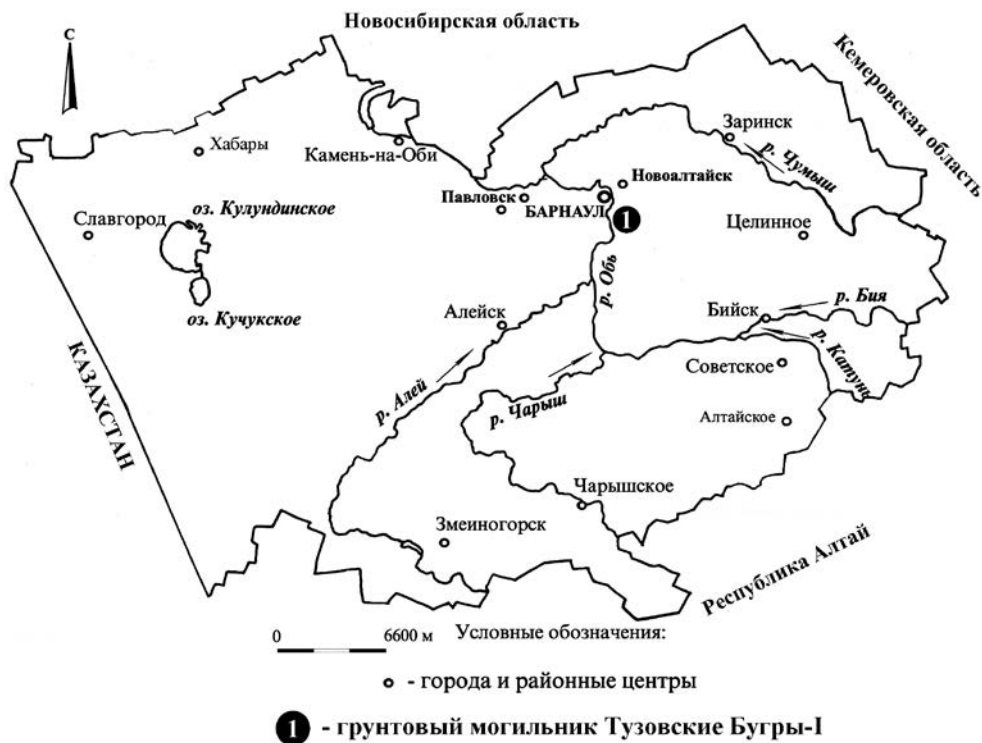 Новосибирская область
С
Кемеровская область
Заринск
Хабары
Камень-на-Оби
р. Чумыш
Новоалтайск
Павловск
БАРНАУЛ
1
оз. Кулундинское
Славгород
Целинное
р. Обь
р. Бия
Бийск
оз. Кучукское
Алейск
р. Катунь
КАЗАХСТАН
Советское
р. Алей
р. Чарыш
Алтайское
Чарышское
Змеиногорск
Республика Алтай
0 6600 м Условные обозначения:
- города и районные центры
1 - грунтовый могильник Тузовские Бугры-I